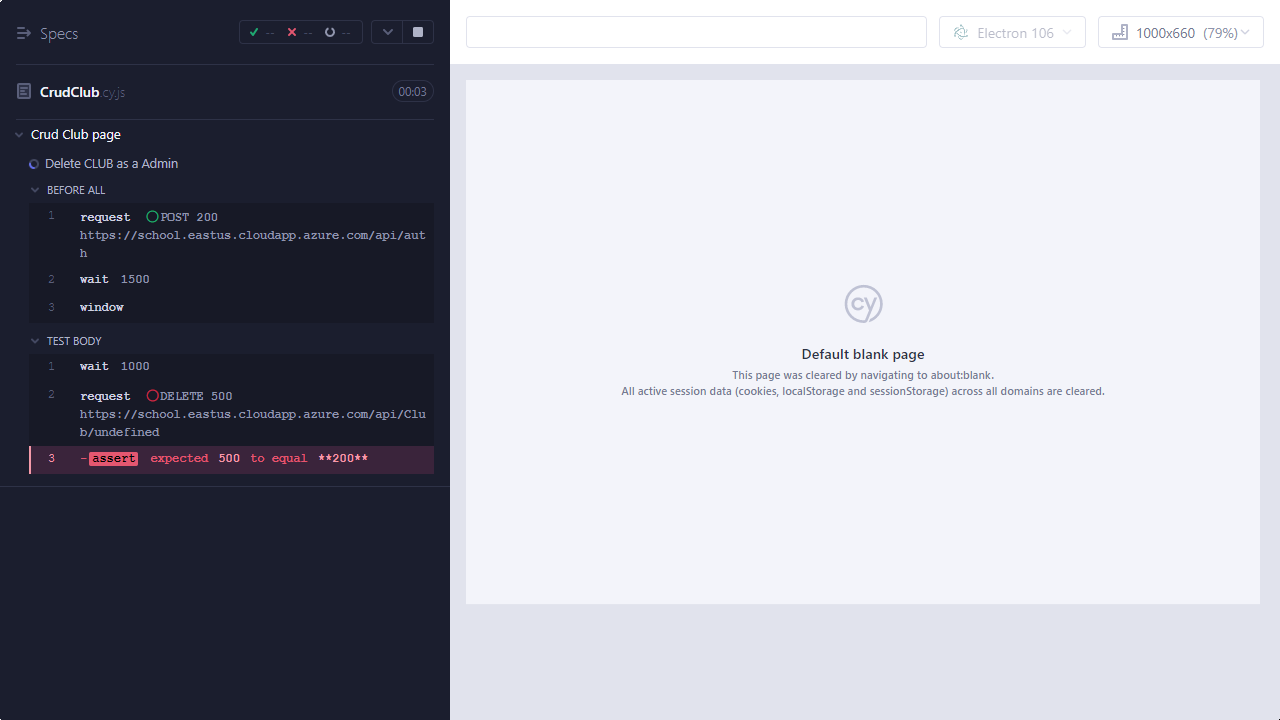 Specs
-- -- --
CrudClub.cy.js 00:03
Crud Club page
Delete CLUB as a Admin
BEFORE ALL
1 request POST 200
https://school.eastus.cloudapp.azure.com/api/aut
h
2 wait 1500
3 window
TEST BODY
1 wait 1000
2 request DELETE 500
https://school.eastus.cloudapp.azure.com/api/Clu
b/undefined
3 -assert expected 500 to equal **200**
Electron 106
1000x660 (79%)
cy
Default blank page
This page was cleared by navigating to about:blank.
All active session data (cookies, localStorage and sessionStorage) across all domains are cleared.